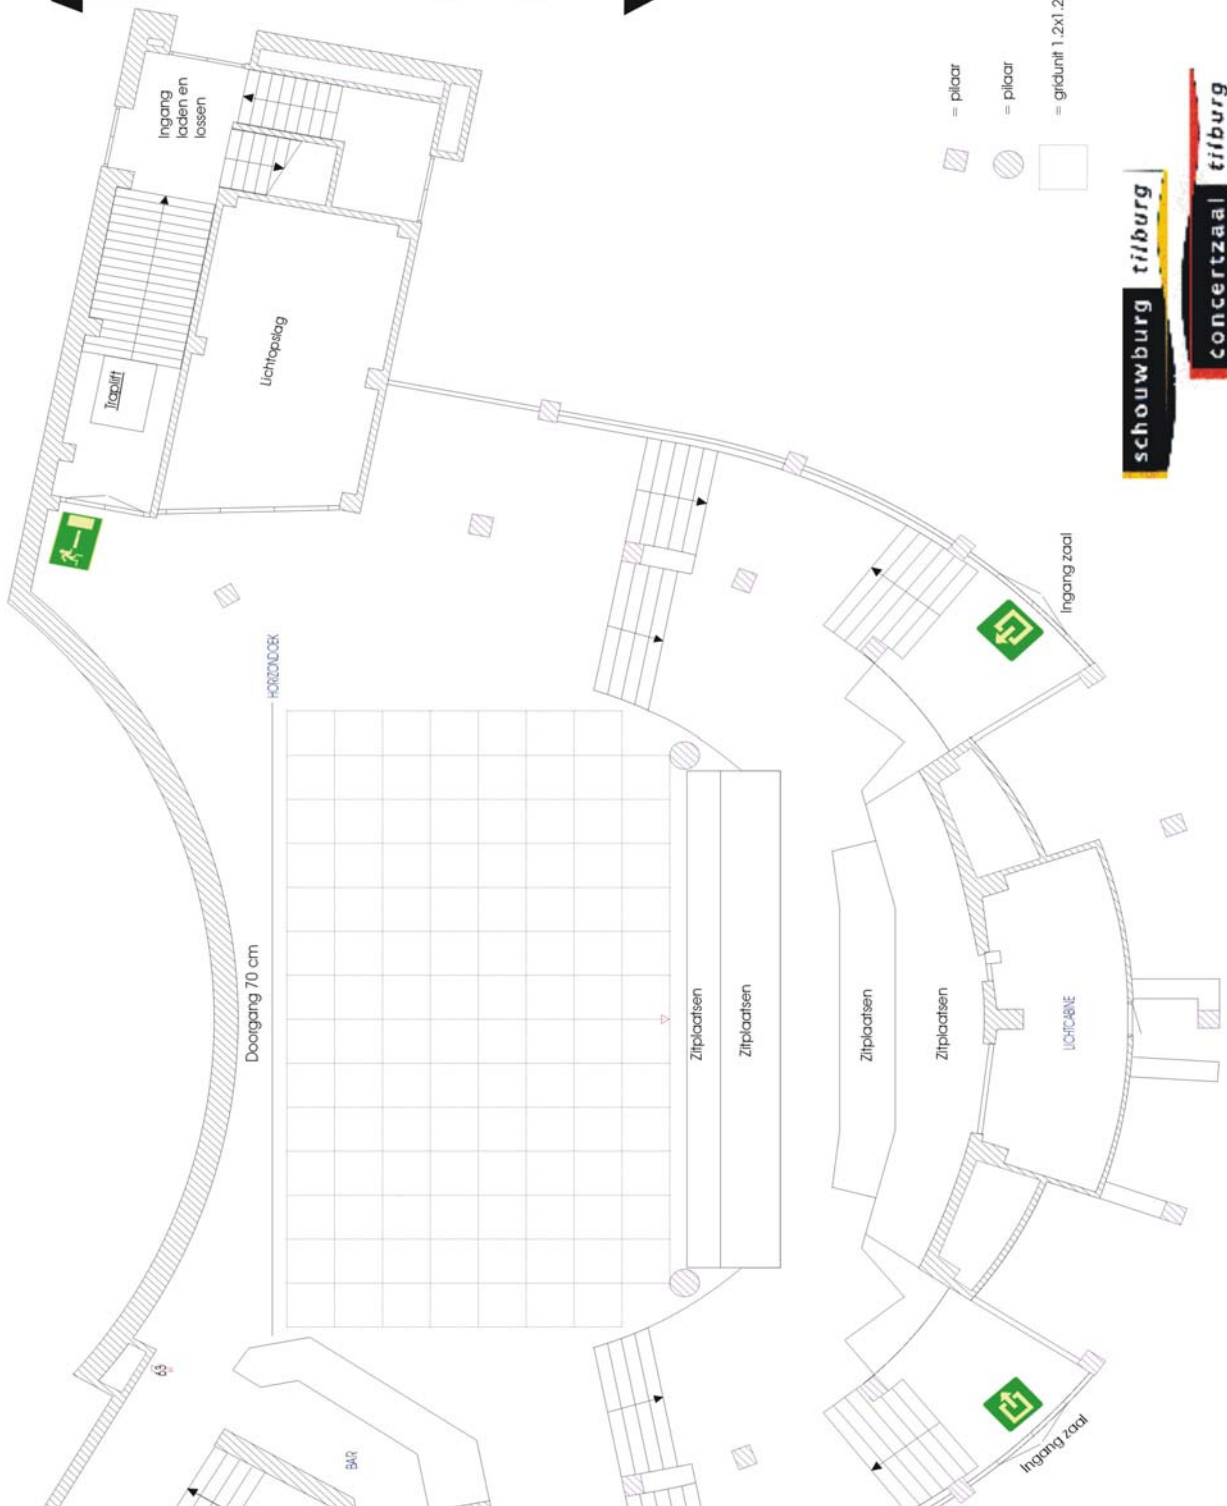 Ingang
laden en
lossen
Traplift
Lichtopslag
= pilaar
= pilaar
= gridunit 1.2x1.2
schouwburg tilburg
concertzaal tilburg
HORIZONDOEK
Ingang zaal
Doorgang 70 cm
Zitplaatsen
Zitplaatsen
Zitplaatsen
Zitplaatsen
LICHTCABINE
63
BAR
Ingang zaal